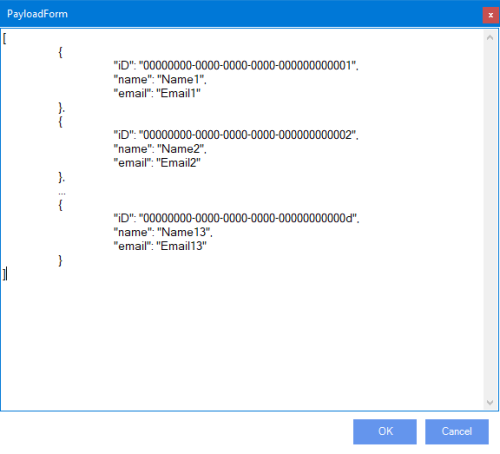 PayloadForm
x
[
{
"iD": "00000000-0000-0000-0000-000000000001",
"name": "Name1",
"email": "Email1"
},
{
"iD": "00000000-0000-0000-0000-000000000002",
"name": "Name2",
"email": "Email2"
},
...
{
"iD": "00000000-0000-0000-0000-00000000000d",
"name": "Name13",
"email": "Email13"
}
]
OK Cancel